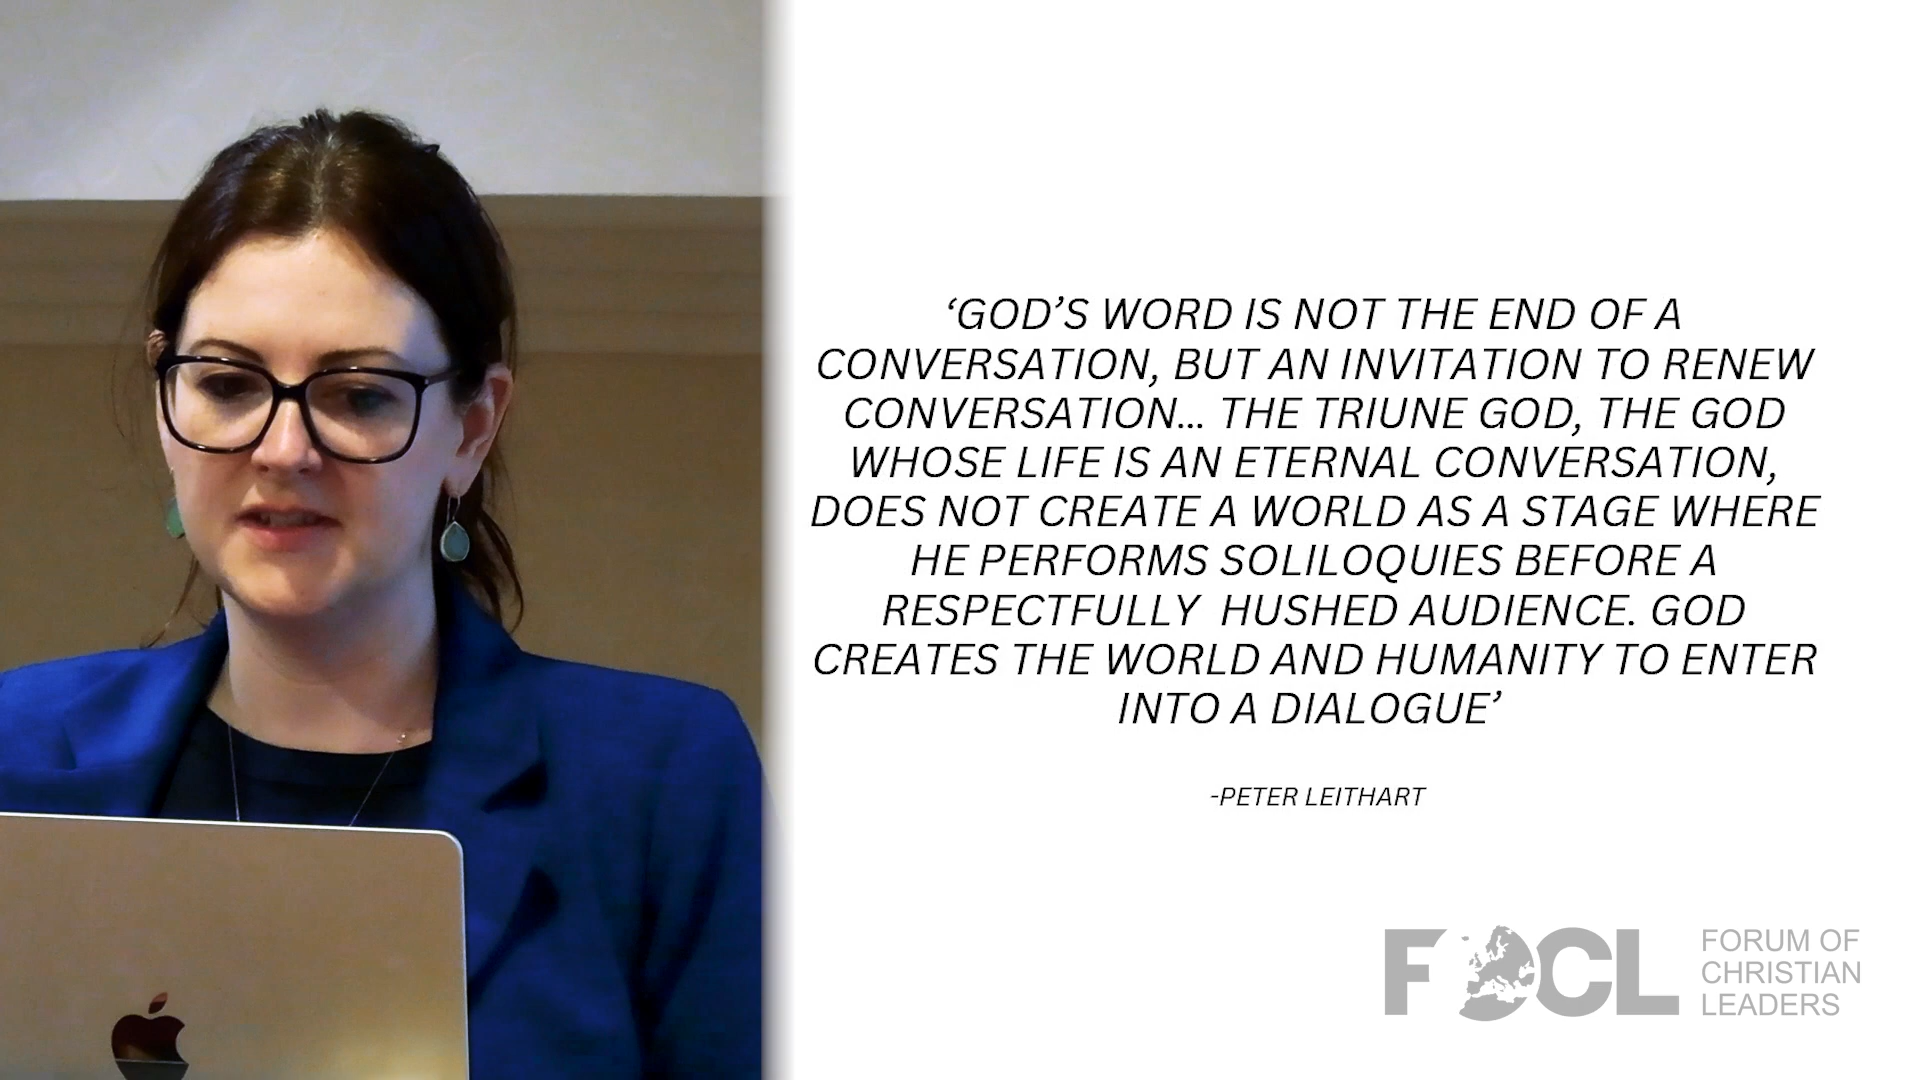 ‘GOD’S WORD IS NOT THE END OF A
CONVERSATION, BUT AN INVITATION TO RENEW
CONVERSATION... THE TRIUNE GOD, THE GOD
WHOSE LIFE IS AN ETERNAL CONVERSATION,
DOES NOT CREATE A WORLD AS A STAGE WHERE
HE PERFORMS SOLILOQUIES BEFORE A
RESPECTFULLY  HUSHED AUDIENCE. GOD
CREATES THE WORLD AND HUMANITY TO ENTER
INTO A DIALOGUE’
-PETER LEITHART
FOCL
FORUM OF
CHRISTIAN
LEADERS